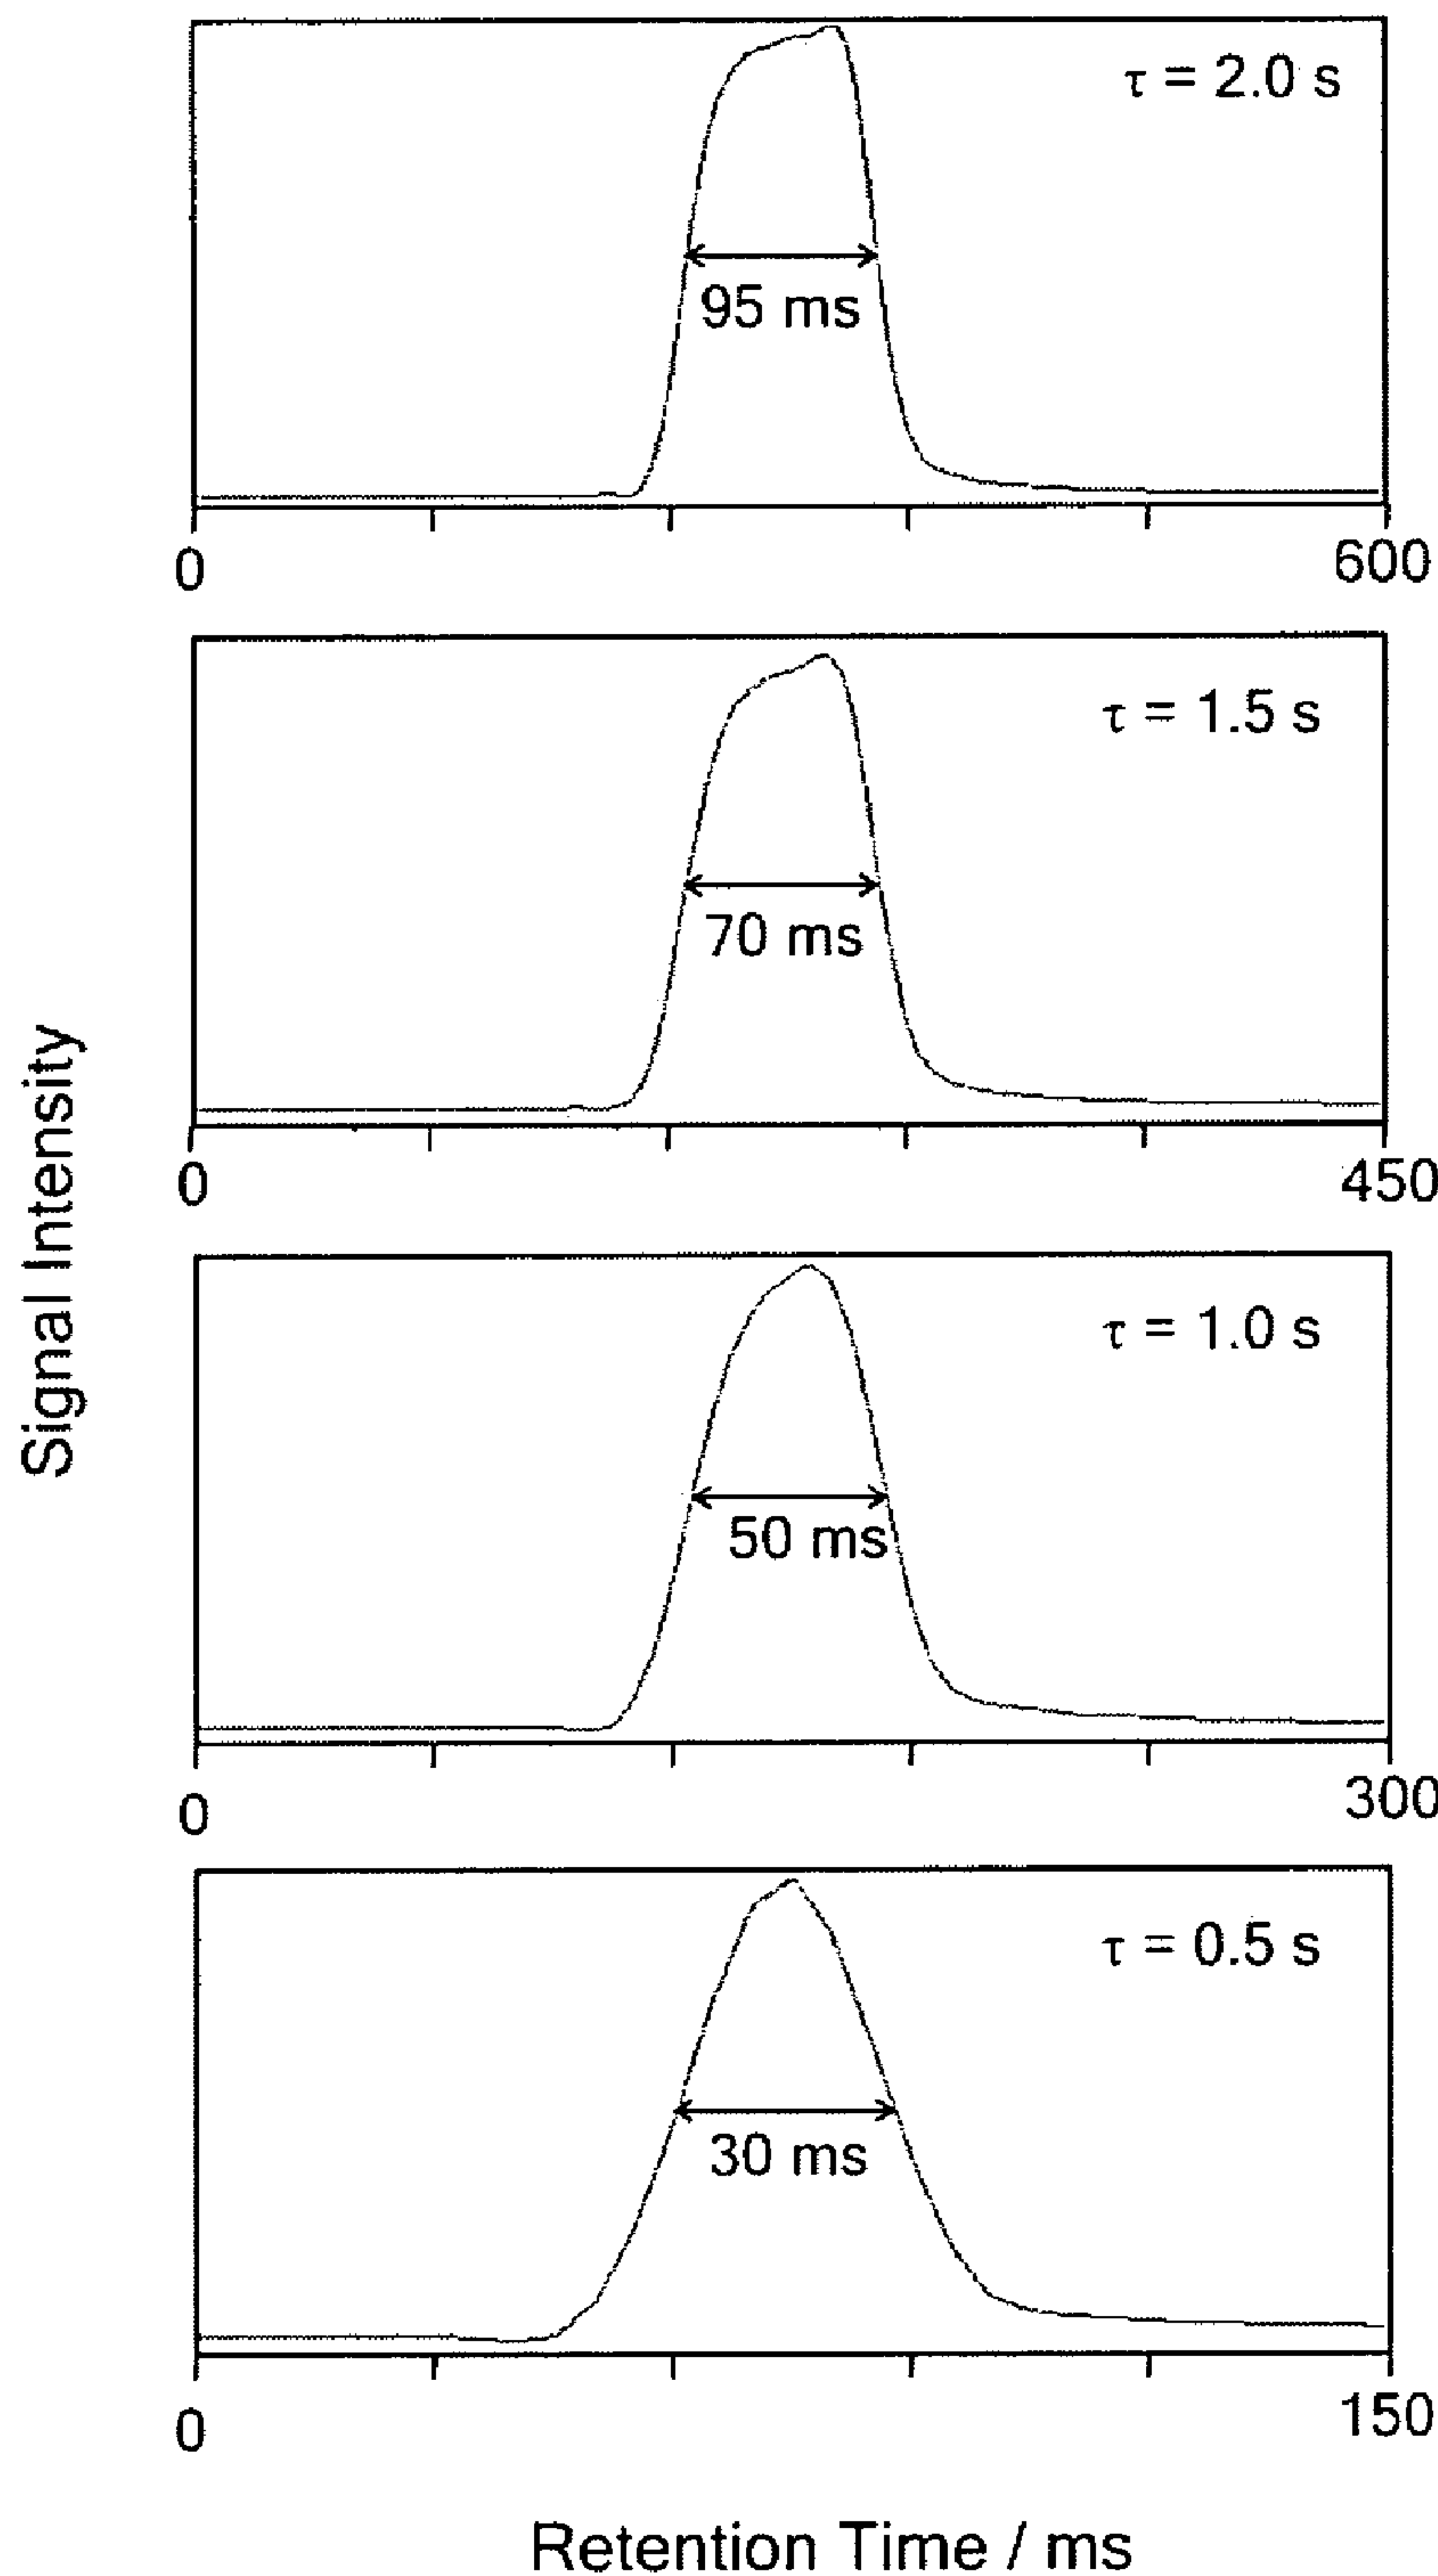 τ = 2.0 s
95 ms
0
600
τ = 1.5 s
70 ms
0
450
Signal Intensity
τ = 1.0 s
50 ms
0
300
τ = 0.5 s
30 ms
0
150
Retention Time / ms